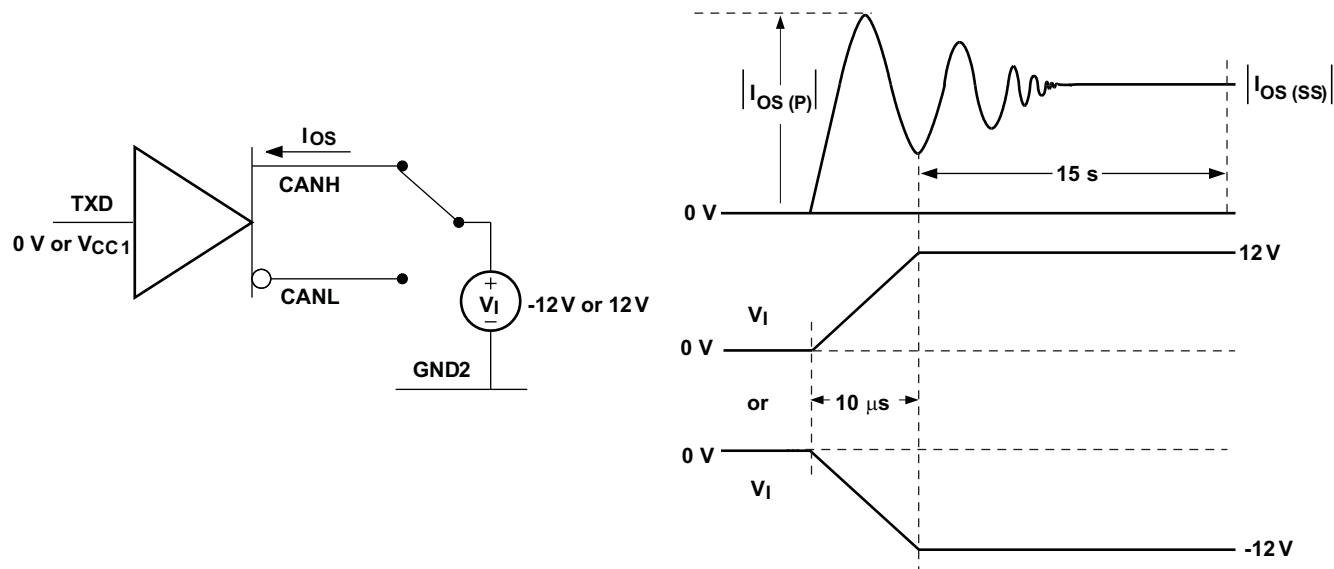 IOS
CANH
TXD
0 V or VCC1
CANL
+
VI
–
-12 V or 12 V
GND2
|IOS (P)|
|IOS (SS)|
15 s
0 V
12 V
VI
0 V
or
10 μs
0 V
VI
-12 V